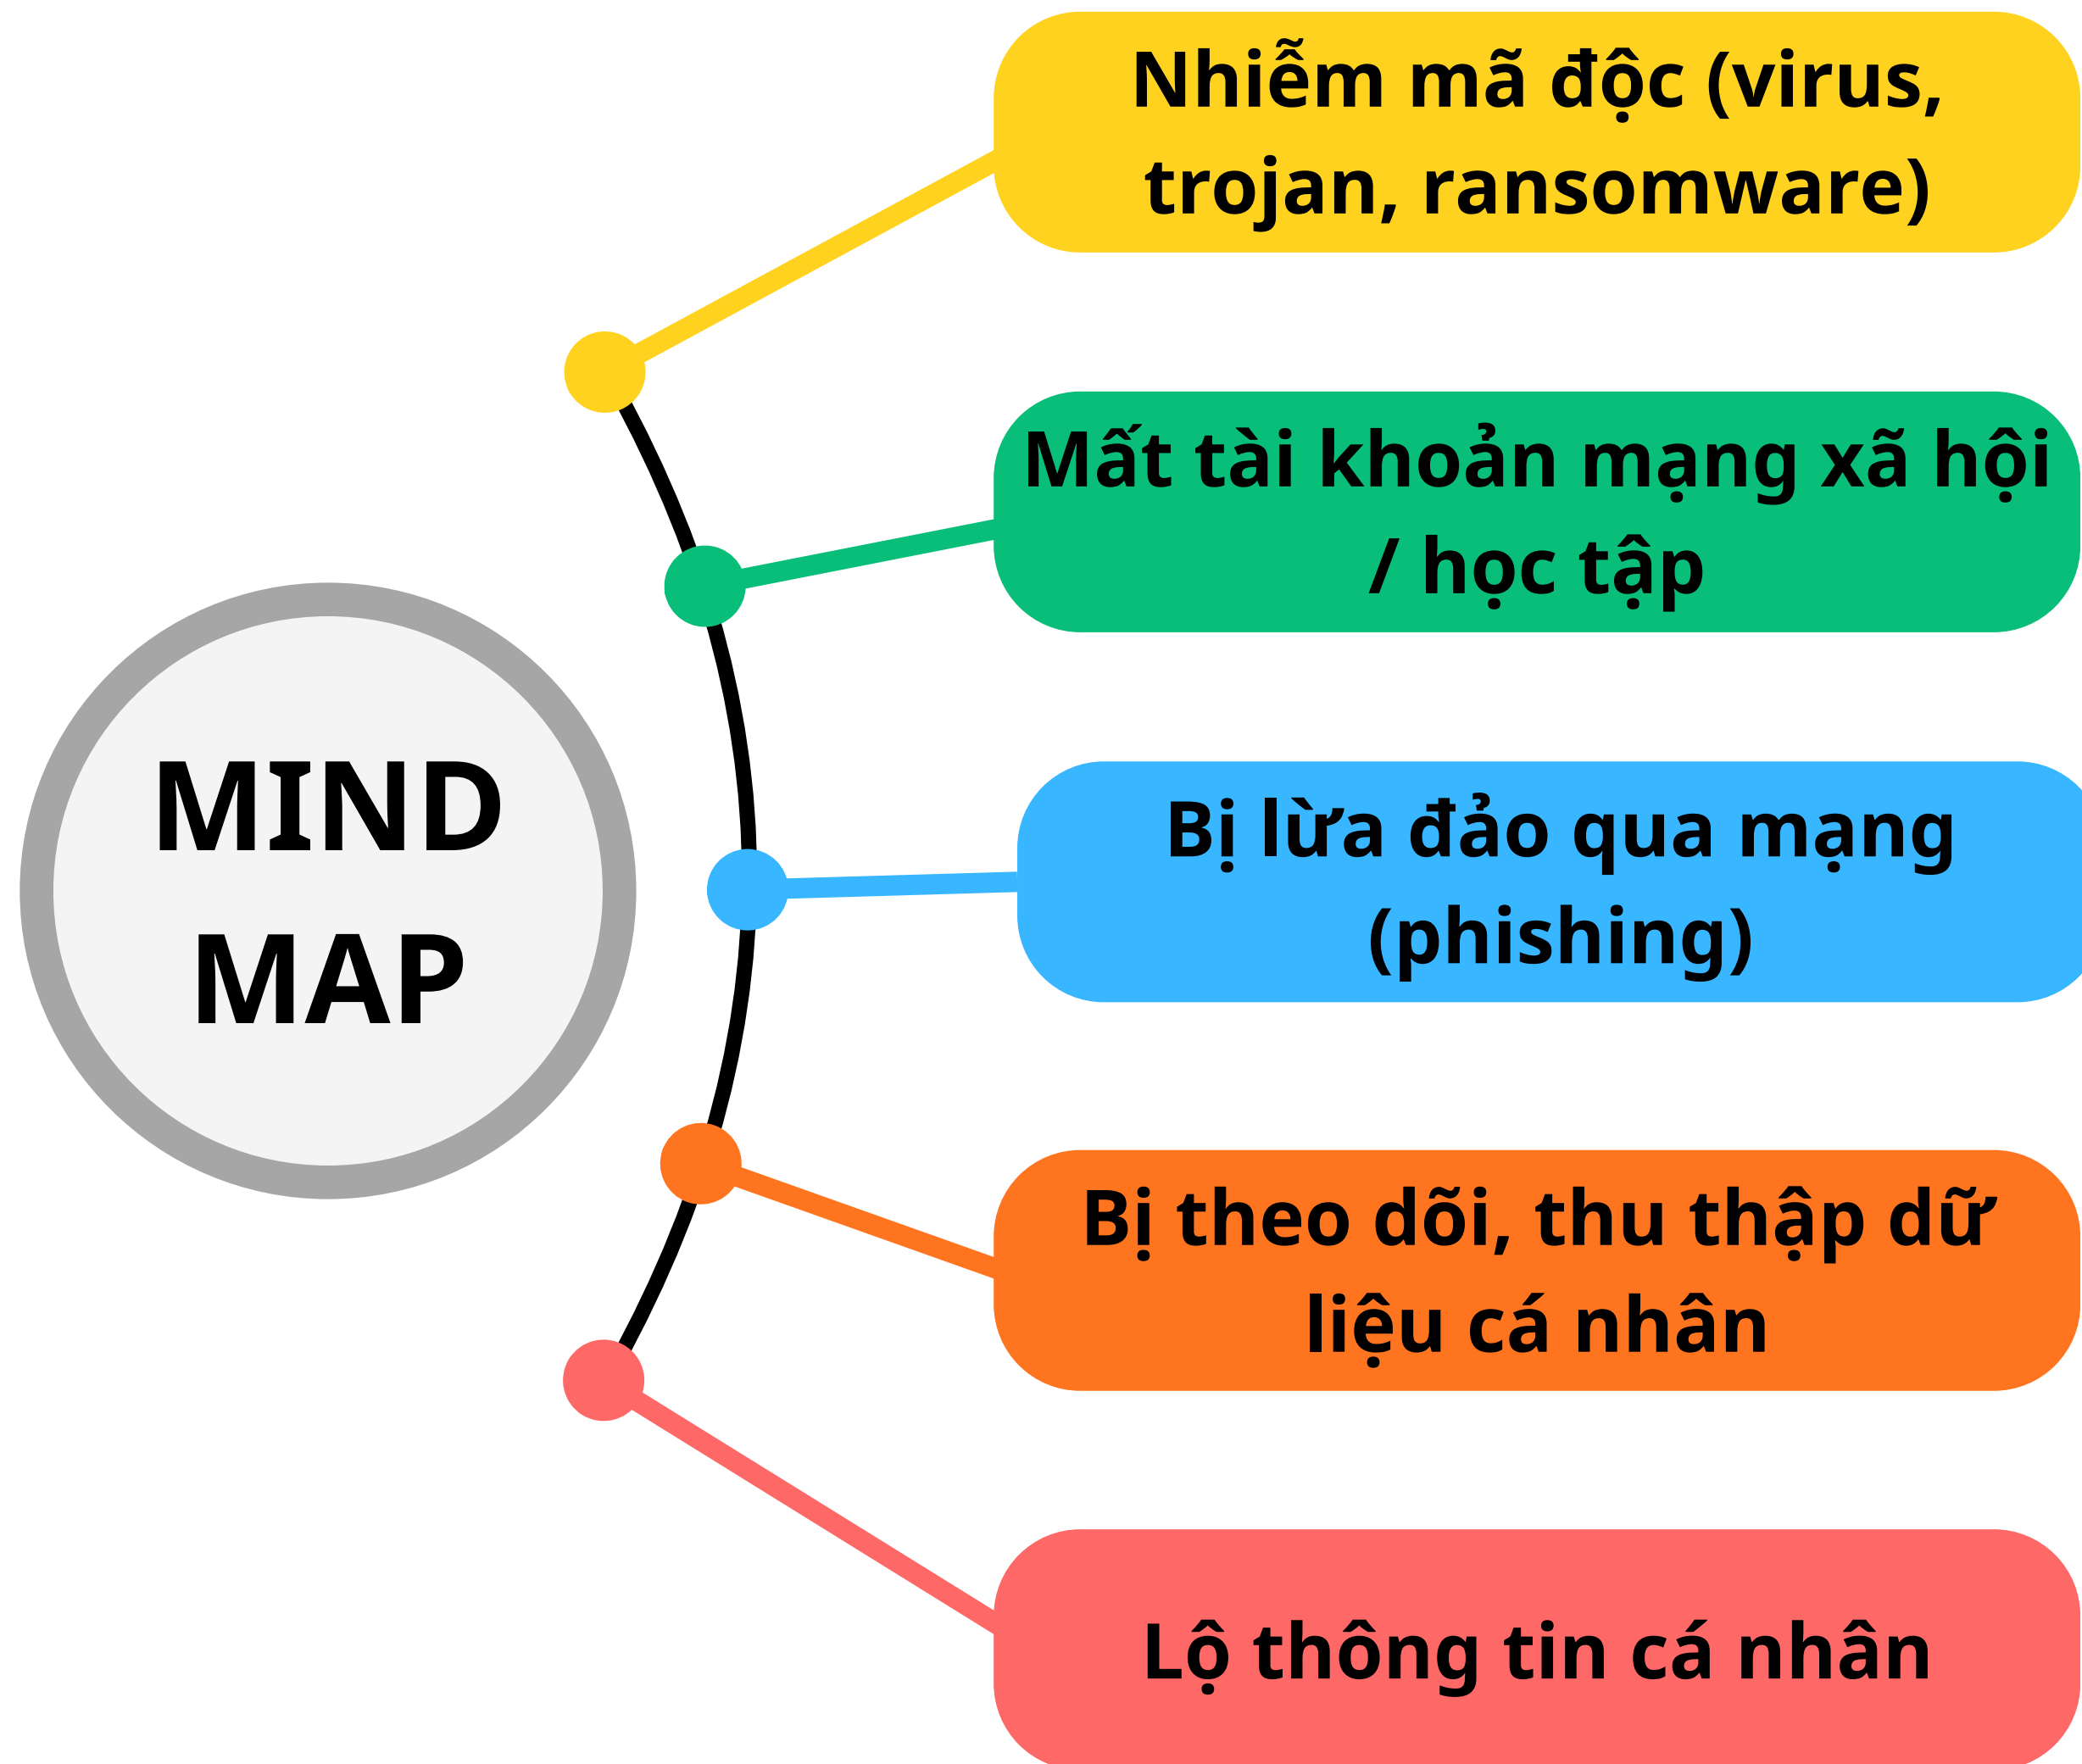 MIND
MAP
Nhiễm mã độc (virus,
trojan, ransomware)
Mất tài khoản mạng xã hội
/ học tập
Bị lừa đảo qua mạng
(phishing)
Bị theo dõi, thu thập dữ
liệu cá nhân
Lộ thông tin cá nhân